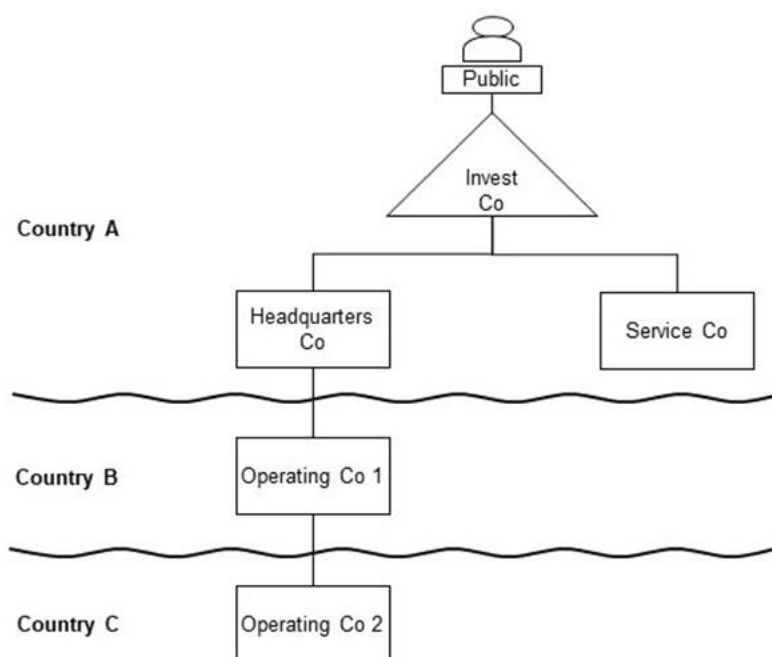 Public
Invest
Co
Country A
Headquarters
Co
Service Co
Country B
Operating Co 1
Country C
Operating Co 2